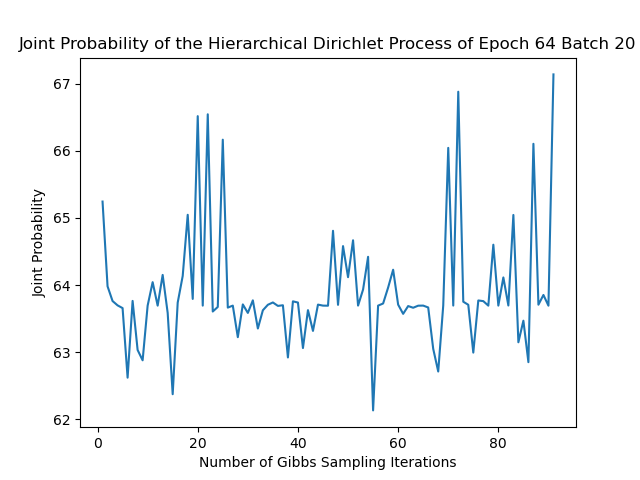 Joint Probability of the Hierarchical Dirichlet Process of Epoch 64 Batch 20
67
66
65
64
63
62
Joint Probability
0 20 40 60 80
Number of Gibbs Sampling Iterations